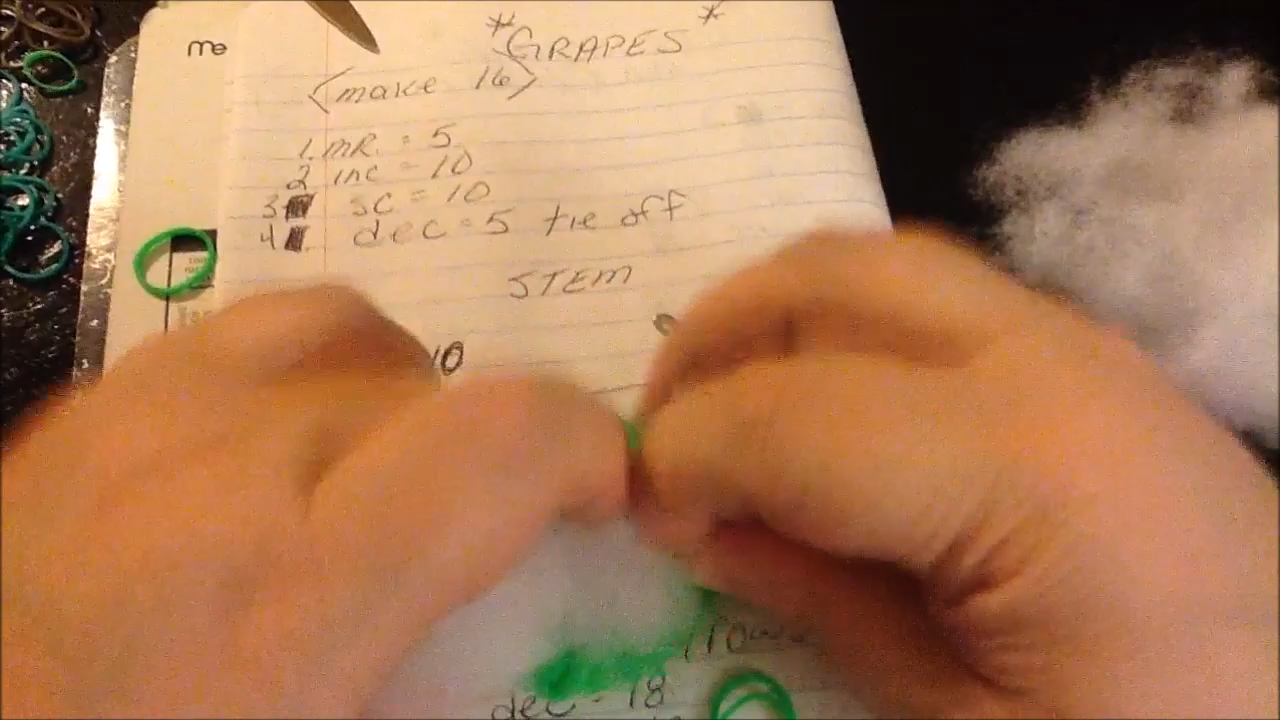 me
*GRAPES*
<make 16>
1. MR. = 5
2 inc = 10
3 sc = 10
4 dec = 5 tie off
STEM
10
dec - 18